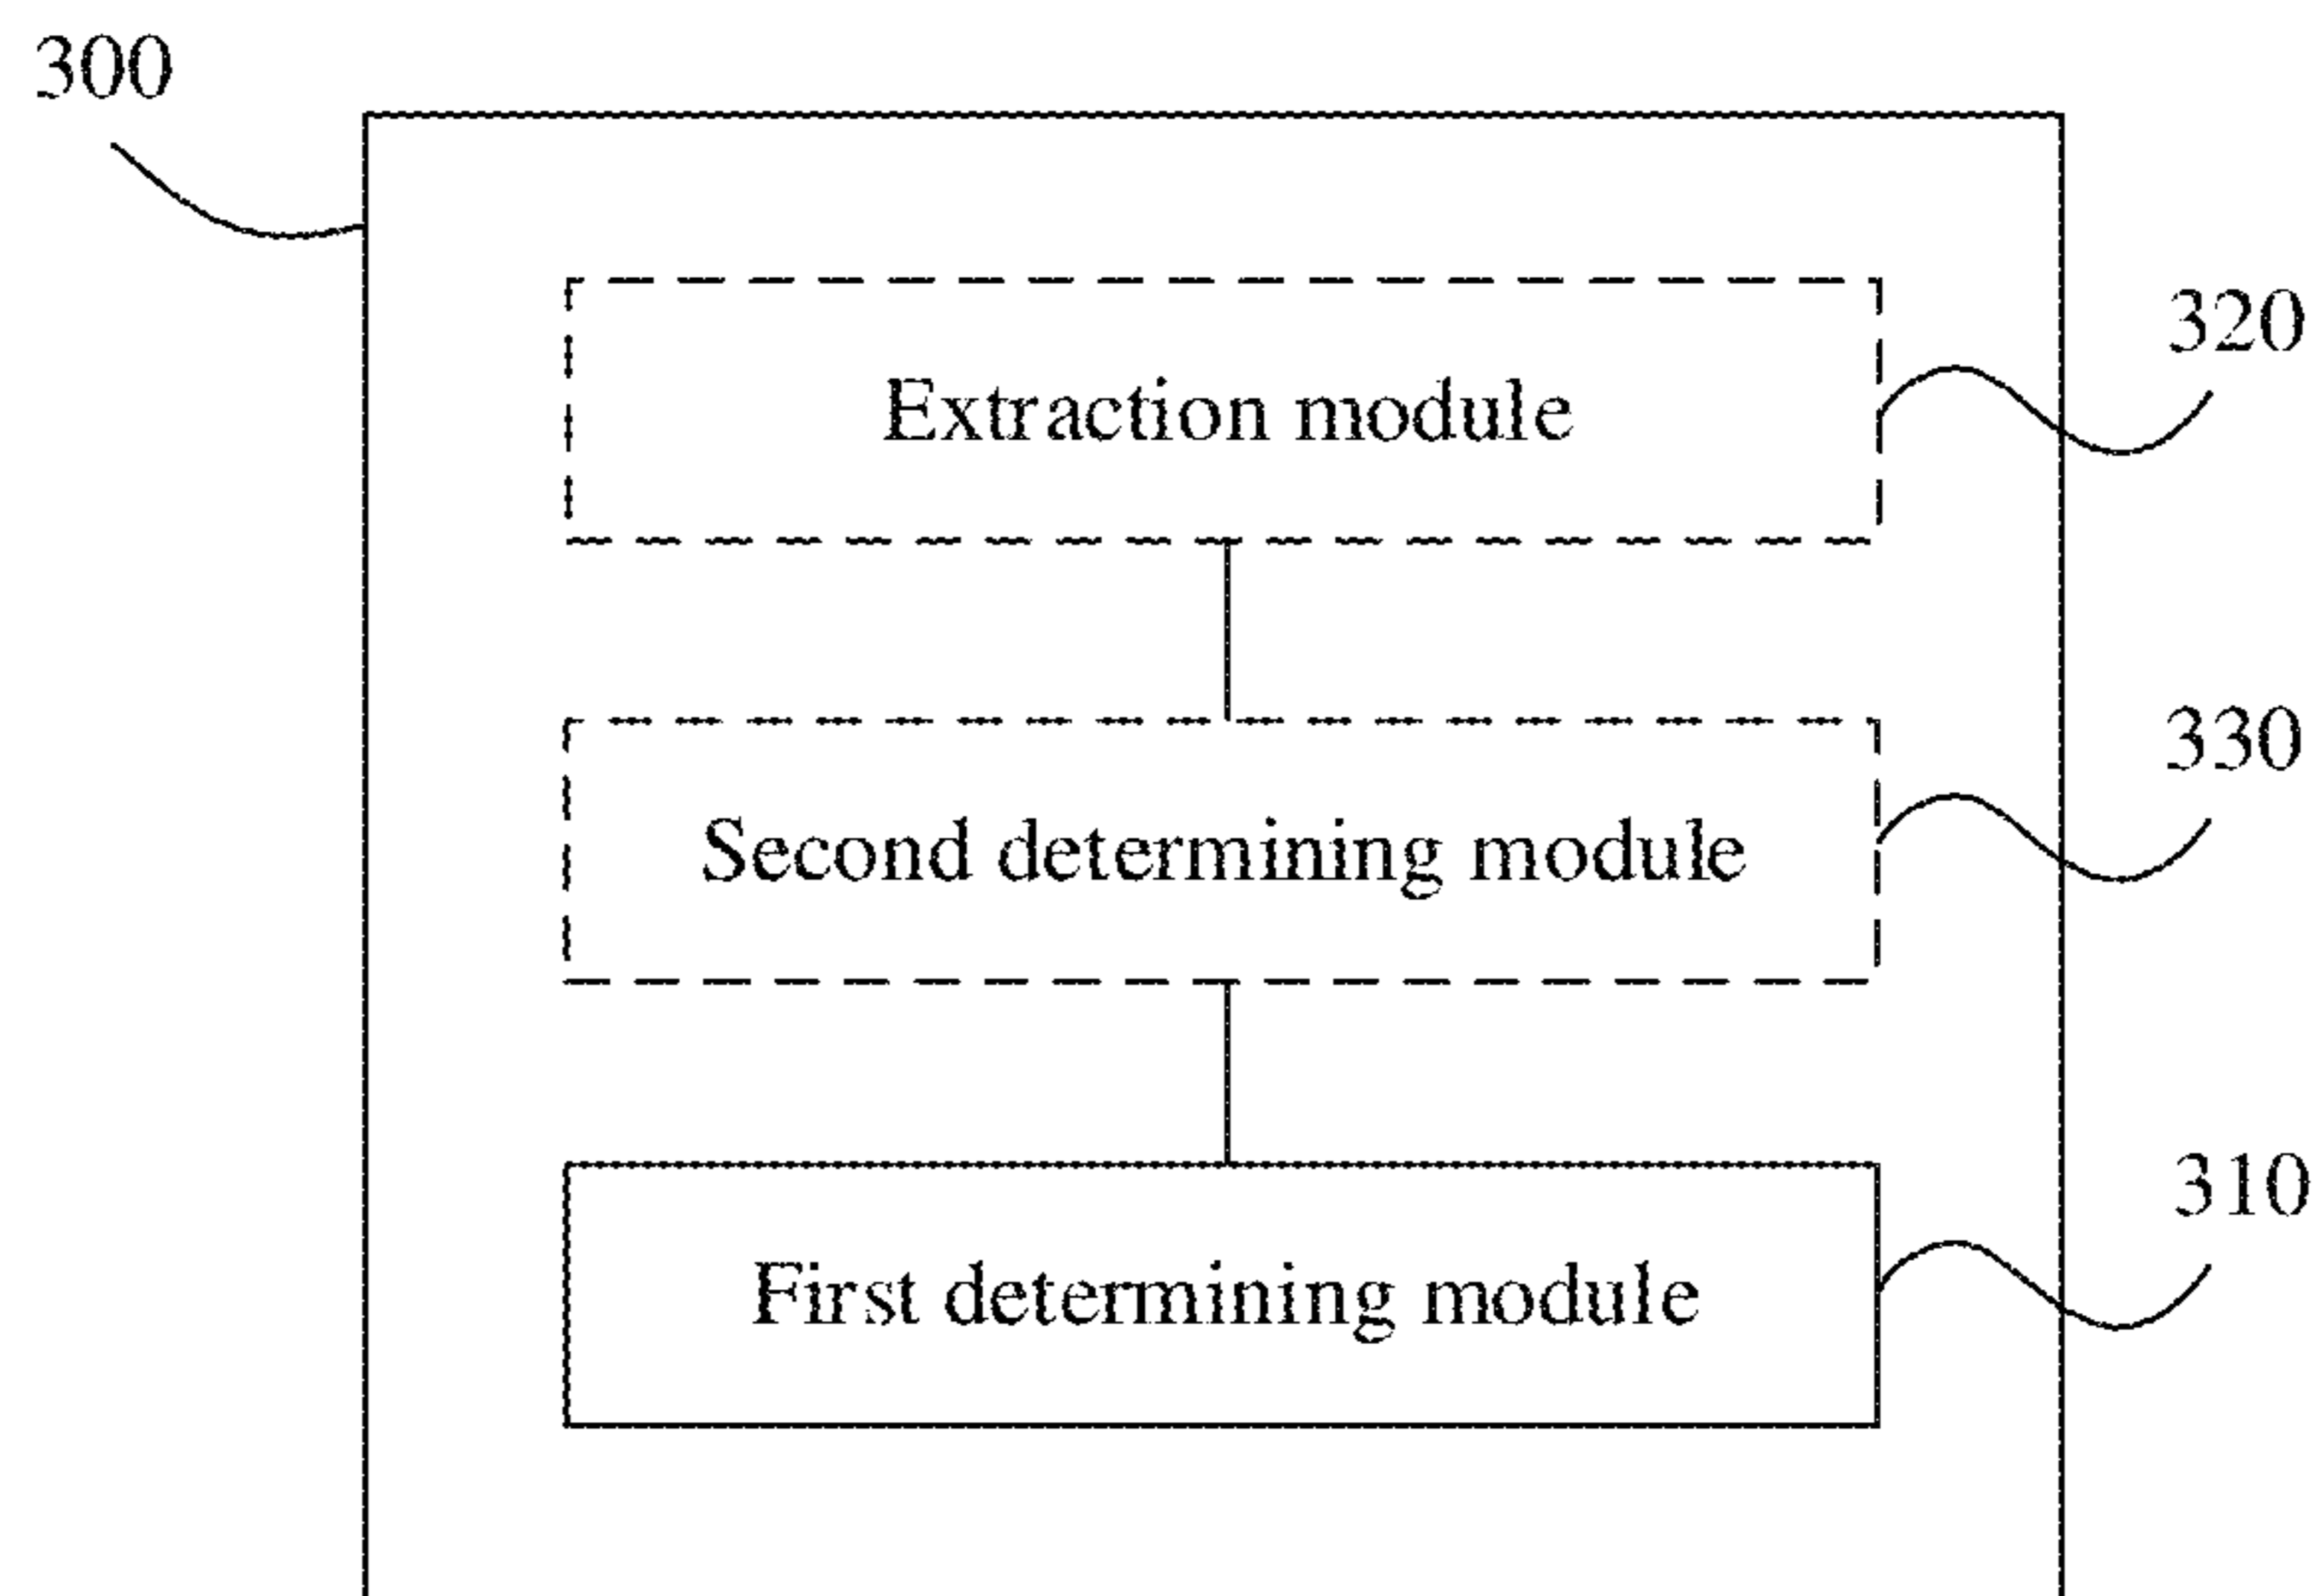 300
320
Extraction module
330
Second determining module
310
First determining module